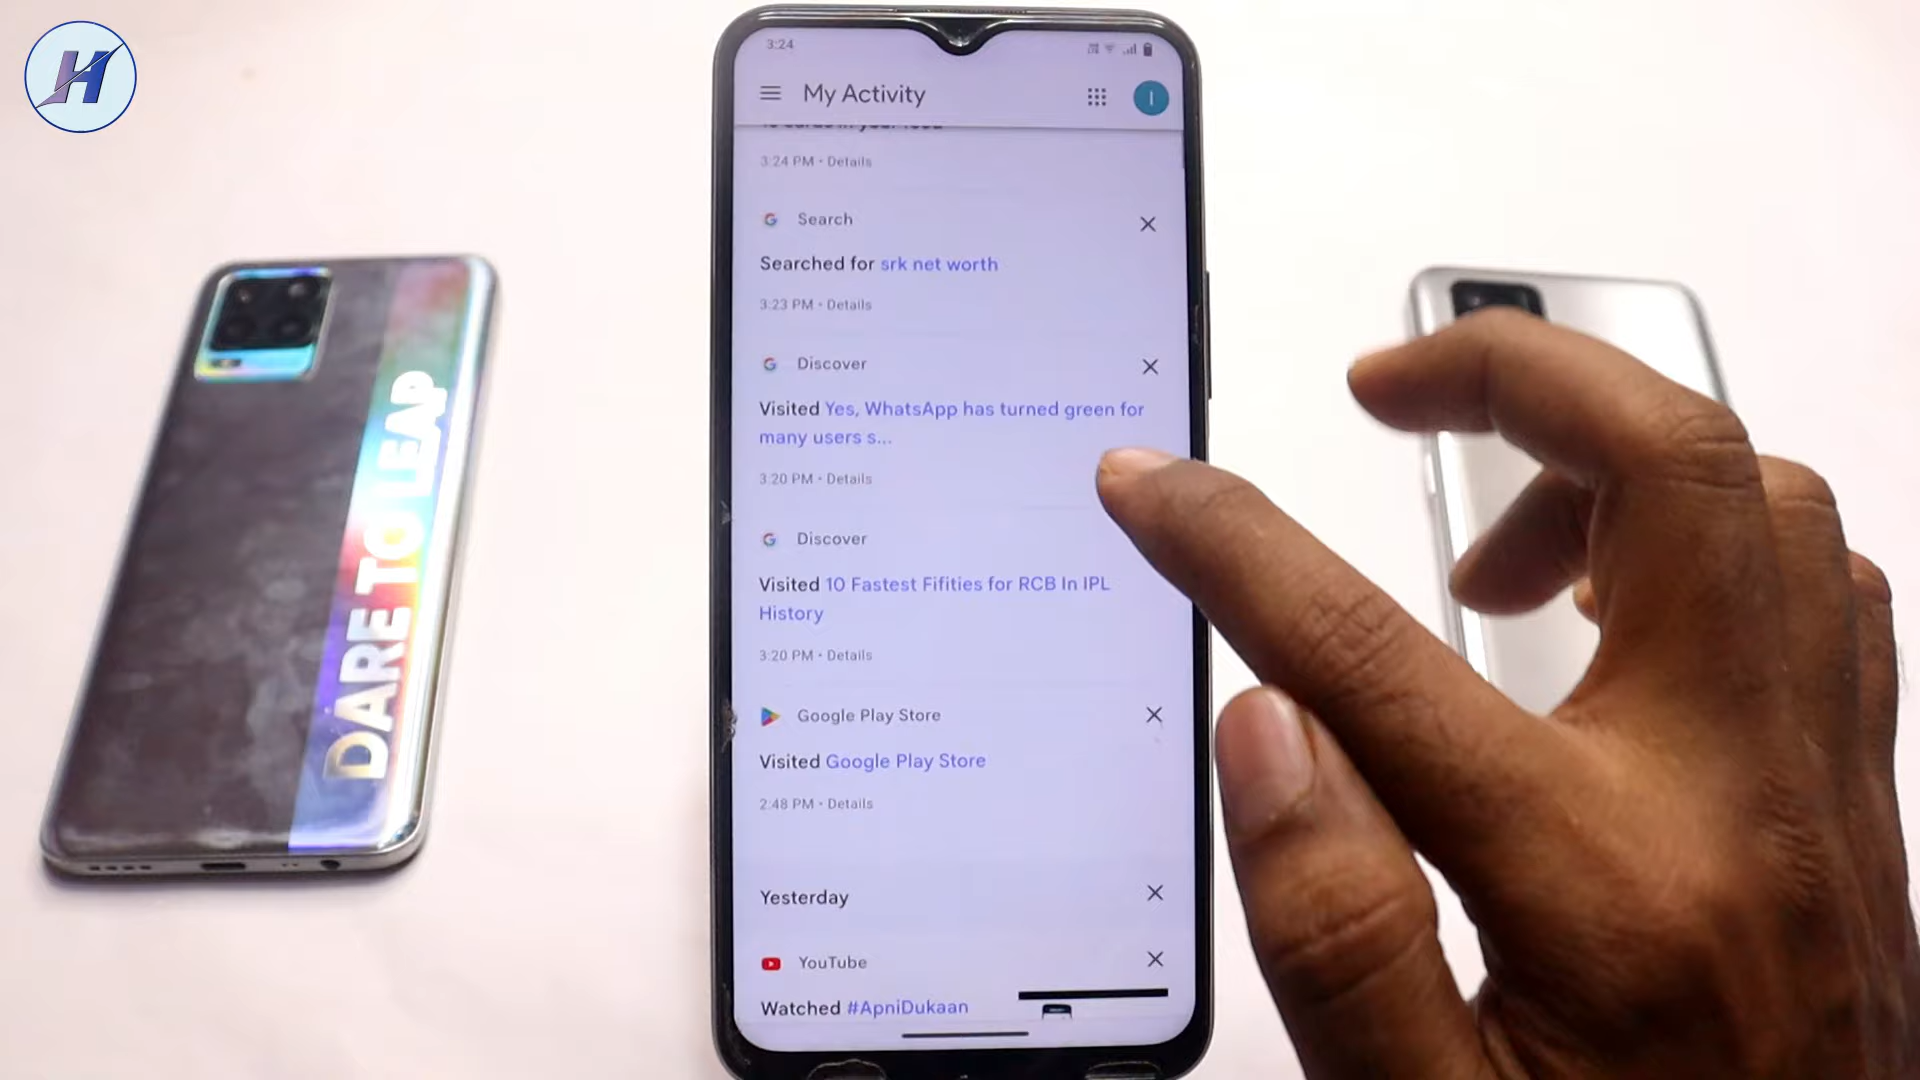 H
3:24
My Activity
I
3:24 PM • Details
Search
Searched for srk net worth
3:23 PM • Details
Discover
Visited Yes, WhatsApp has turned green for
many users s...
3:20 PM • Details
Discover
Visited 10 Fastest Fifities for RCB In IPL
History
3:20 PM • Details
Google Play Store
Visited Google Play Store
2:48 PM • Details
Yesterday
YouTube
Watched #ApniDukaan
DARE TO LEAP